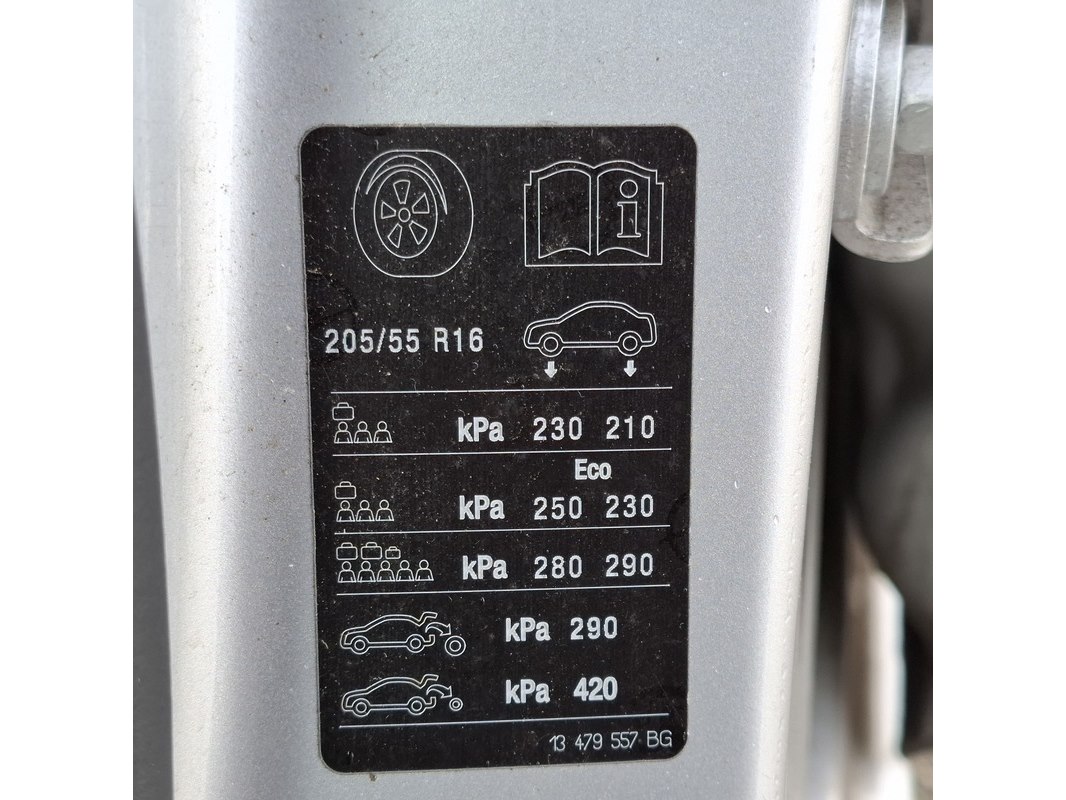 i
205/55 R16
kPa 230 210
Eco
kPa 250 230
kPa 280 290
kPa 290
kPa 420
13 479 557 BG